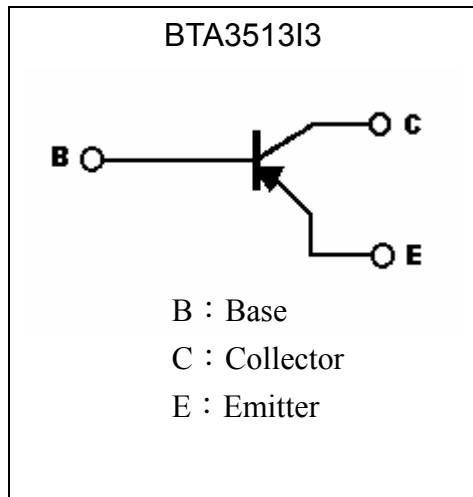 BTA3513I3
C
B
E
B：Base
C：Collector
E：Emitter